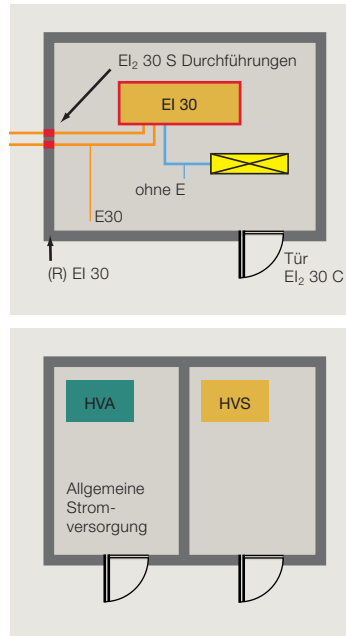 EI₂ 30 S Durchführungen
EI 30
ohne E
E30
Tür
EI₂ 30 C
(R) EI 30
HVA
HVS
Allgemeine
Strom-
versorgung